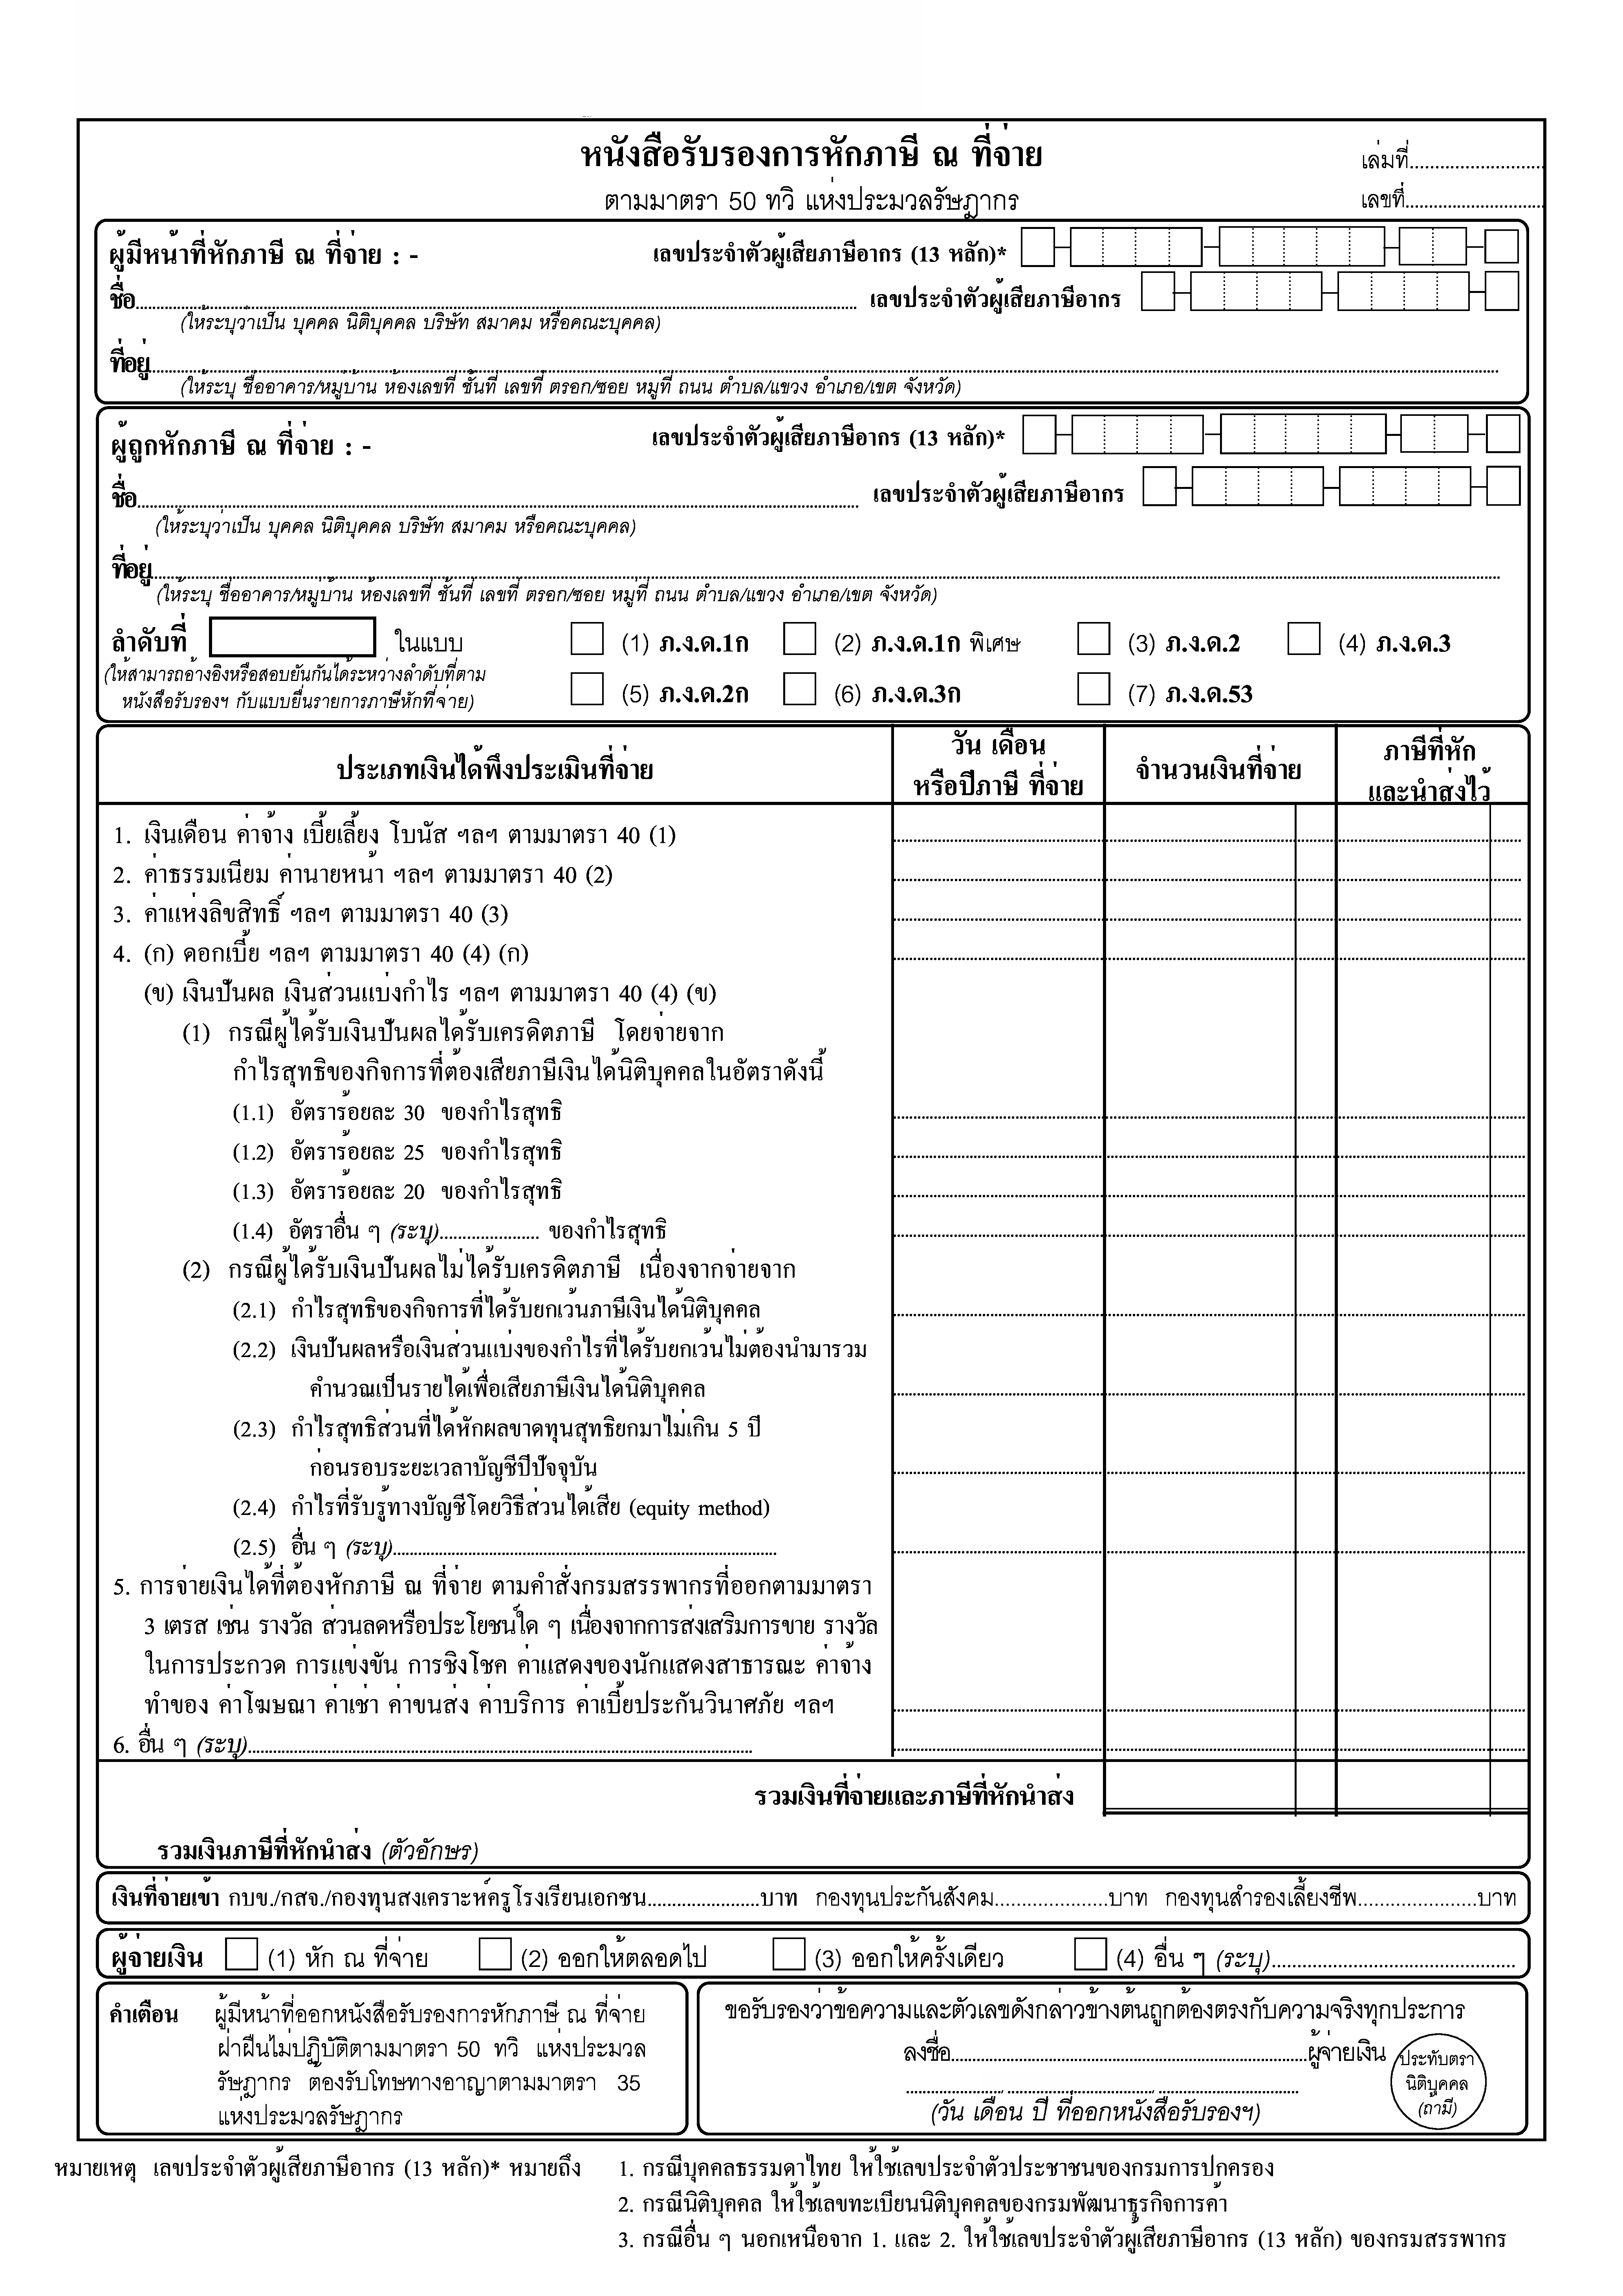 หนังสือรับรองการหักภาษี ณ ที่จ่าย
เล่มที่....................
ตามมาตรา 50 ทวิ แห่งประมวลรัษฎากร
เลขที่....................
ผู้มีหน้าที่หักภาษี ณ ที่จ่าย : - เลขประจำตัวผู้เสียภาษีอากร (13 หลัก)*
ชื่อ.................... เลขประจำตัวผู้เสียภาษีอากร
(ให้ระบุว่าเป็น บุคคล นิติบุคคล บริษัท สมาคม หรือคณะบุคคล)
ที่อยู่....................
(ให้ระบุ ชื่ออาคาร/หมู่บ้าน ห้องเลขที่ ชั้นที่ เลขที่ ตรอก/ซอย หมู่ที่ ถนน ตำบล/แขวง อำเภอ/เขต จังหวัด)
ผู้ถูกหักภาษี ณ ที่จ่าย : - เลขประจำตัวผู้เสียภาษีอากร (13 หลัก)*
ชื่อ.................... เลขประจำตัวผู้เสียภาษีอากร
(ให้ระบุว่าเป็น บุคคล นิติบุคคล บริษัท สมาคม หรือคณะบุคคล)
ที่อยู่....................
(ให้ระบุ ชื่ออาคาร/หมู่บ้าน ห้องเลขที่ ชั้นที่ เลขที่ ตรอก/ซอย หมู่ที่ ถนน ตำบล/แขวง อำเภอ/เขต จังหวัด)
ลำดับที่ ในแบบ (1) ภ.ง.ด.1ก (2) ภ.ง.ด.1ก พิเศษ (3) ภ.ง.ด.2 (4) ภ.ง.ด.3
(ให้สามารถอ้างอิงหรือสอบยันกันได้ระหว่างลำดับที่ตาม
หนังสือรับรองฯ กับแบบยื่นรายการภาษีหักที่จ่าย) (5) ภ.ง.ด.2ก (6) ภ.ง.ด.3ก (7) ภ.ง.ด.53
ประเภทเงินได้พึงประเมินที่จ่าย
วัน เดือน
หรือปีภาษี ที่จ่าย
จำนวนเงินที่จ่าย
ภาษีที่หัก
และนำส่งไว้
1. เงินเดือน ค่าจ้าง เบี้ยเลี้ยง โบนัส ฯลฯ ตามมาตรา 40 (1)
2. ค่าธรรมเนียม ค่านายหน้า ฯลฯ ตามมาตรา 40 (2)
3. ค่าแห่งลิขสิทธิ์ ฯลฯ ตามมาตรา 40 (3)
4. (ก) ดอกเบี้ย ฯลฯ ตามมาตรา 40 (4) (ก)
(ข) เงินปันผล เงินส่วนแบ่งกำไร ฯลฯ ตามมาตรา 40 (4) (ข)
(1) กรณีผู้ได้รับเงินปันผลได้รับเครดิตภาษี โดยจ่ายจาก
กำไรสุทธิของกิจการที่ต้องเสียภาษีเงินได้นิติบุคคลในอัตราดังนี้
(1.1) อัตราร้อยละ 30 ของกำไรสุทธิ
(1.2) อัตราร้อยละ 25 ของกำไรสุทธิ
(1.3) อัตราร้อยละ 20 ของกำไรสุทธิ
(1.4) อัตราอื่น ๆ (ระบุ).................... ของกำไรสุทธิ
(2) กรณีผู้ได้รับเงินปันผลไม่ได้รับเครดิตภาษี เนื่องจากจ่ายจาก
(2.1) กำไรสุทธิของกิจการที่ได้รับยกเว้นภาษีเงินได้นิติบุคคล
(2.2) เงินปันผลหรือเงินส่วนแบ่งของกำไรที่ได้รับยกเว้นไม่ต้องนำมารวม
คำนวณเป็นรายได้เพื่อเสียภาษีเงินได้นิติบุคคล
(2.3) กำไรสุทธิส่วนที่ได้หักผลขาดทุนสุทธิยกมาไม่เกิน 5 ปี
ก่อนรอบระยะเวลาบัญชีปีปัจจุบัน
(2.4) กำไรที่รับรู้ทางบัญชีโดยวิธีส่วนได้เสีย (equity method)
(2.5) อื่น ๆ (ระบุ)....................
5. การจ่ายเงินได้ที่ต้องหักภาษี ณ ที่จ่าย ตามคำสั่งกรมสรรพากรที่ออกตามมาตรา
3 เตรส เช่น รางวัล ส่วนลดหรือประโยชน์ใด ๆ เนื่องจากการส่งเสริมการขาย รางวัล
ในการประกวด การแข่งขัน การชิงโชค ค่าแสดงของนักแสดงสาธารณะ ค่าจ้าง
ทำของ ค่าโฆษณา ค่าเช่า ค่าขนส่ง ค่าบริการ ค่าเบี้ยประกันวินาศภัย ฯลฯ
6. อื่น ๆ (ระบุ)....................
รวมเงินที่จ่ายและภาษีที่หักนำส่ง
รวมเงินภาษีที่หักนำส่ง (ตัวอักษร)
เงินที่จ่ายเข้า กบข./กสจ./กองทุนสงเคราะห์ครูโรงเรียนเอกชน....................บาท กองทุนประกันสังคม....................บาท กองทุนสำรองเลี้ยงชีพ....................บาท
ผู้จ่ายเงิน (1) หัก ณ ที่จ่าย (2) ออกให้ตลอดไป (3) ออกให้ครั้งเดียว (4) อื่น ๆ (ระบุ)....................
คำเตือน ผู้มีหน้าที่ออกหนังสือรับรองการหักภาษี ณ ที่จ่าย
ฝ่าฝืนไม่ปฏิบัติตามมาตรา 50 ทวิ แห่งประมวล
รัษฎากร ต้องรับโทษทางอาญาตามมาตรา 35
แห่งประมวลรัษฎากร
ขอรับรองว่าข้อความและตัวเลขดังกล่าวข้างต้นถูกต้องตรงกับความจริงทุกประการ
ลงชื่อ....................ผู้จ่ายเงิน
(วัน เดือน ปี ที่ออกหนังสือรับรองฯ)
ประทับตรา
นิติบุคคล
(ถ้ามี)
หมายเหตุ เลขประจำตัวผู้เสียภาษีอากร (13 หลัก)* หมายถึง 1. กรณีบุคคลธรรมดาไทย ให้ใช้เลขประจำตัวประชาชนของกรมการปกครอง
2. กรณีนิติบุคคล ให้ใช้เลขทะเบียนนิติบุคคลของกรมพัฒนาธุรกิจการค้า
3. กรณีอื่น ๆ นอกเหนือจาก 1. และ 2. ให้ใช้เลขประจำตัวผู้เสียภาษีอากร (13 หลัก) ของกรมสรรพากร